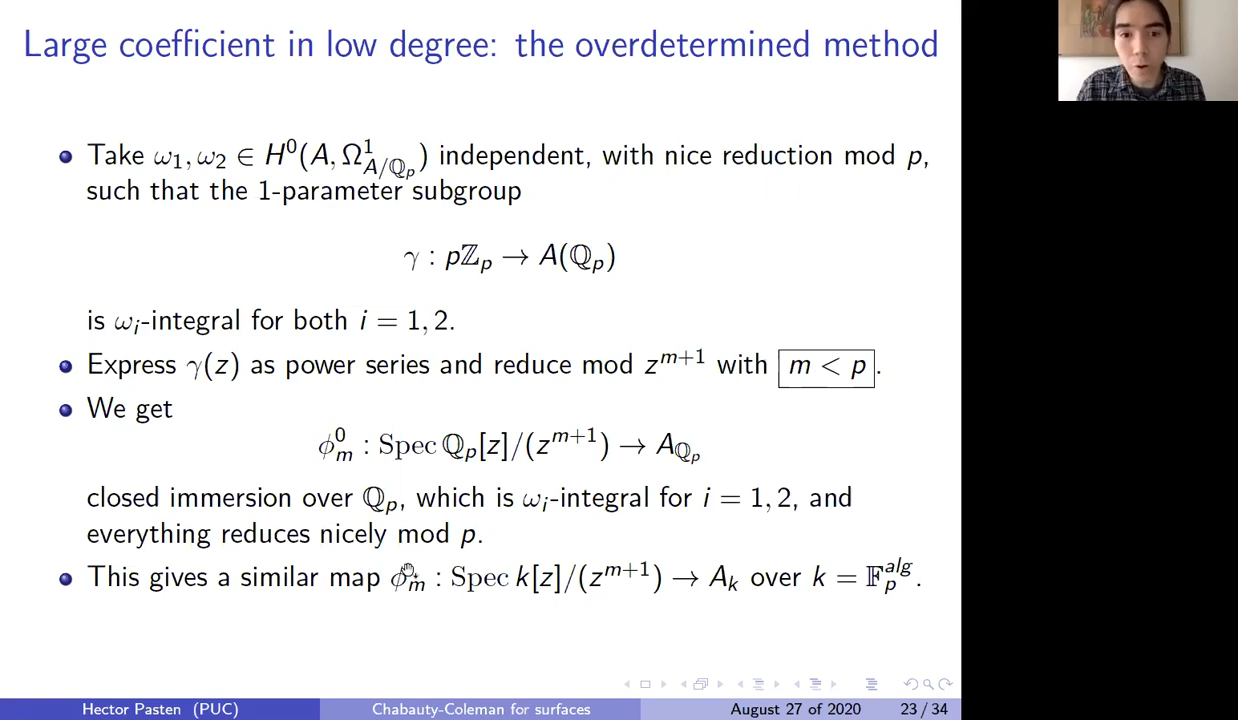 Large coefficient in low degree: the overdetermined method
• Take ω₁, ω₂ ∈ H⁰(A, Ω¹_{A/ℚ_p}) independent, with nice reduction mod p,
such that the 1-parameter subgroup
γ : pℤ_p → A(ℚ_p)
is ω_i-integral for both i = 1, 2.
• Express γ(z) as power series and reduce mod z^{m+1} with m < p.
• We get
ϕ⁰_m : Spec ℚ_p[z]/(z^{m+1}) → A_{ℚ_p}
closed immersion over ℚ_p, which is ω_i-integral for i = 1, 2, and
everything reduces nicely mod p.
• This gives a similar map ϕ_m : Spec k[z]/(z^{m+1}) → A_k over k = 𝔽_p^{alg}.
Hector Pasten (PUC) Chabauty-Coleman for surfaces August 27 of 2020 23 / 34